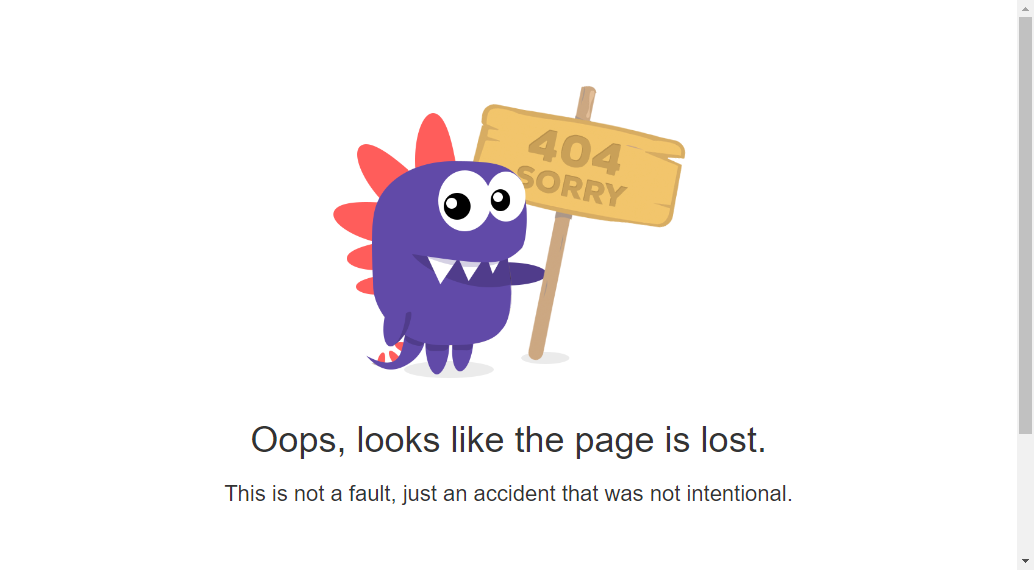 404
SORRY
Oops, looks like the page is lost.
This is not a fault, just an accident that was not intentional.